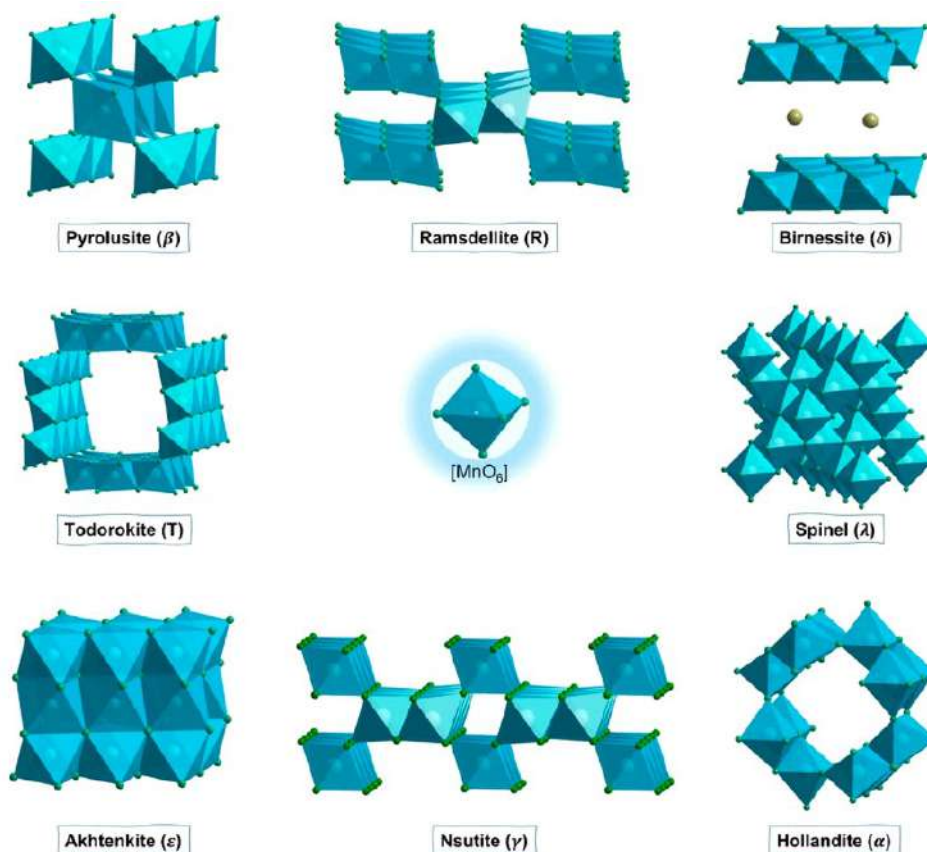 Pyrolusite (β)
Ramsdellite (R)
Birnessite (δ)
[MnO₆]
Todorokite (T)
Spinel (λ)
Akhtenkite (ε)
Nsutite (γ)
Hollandite (α)